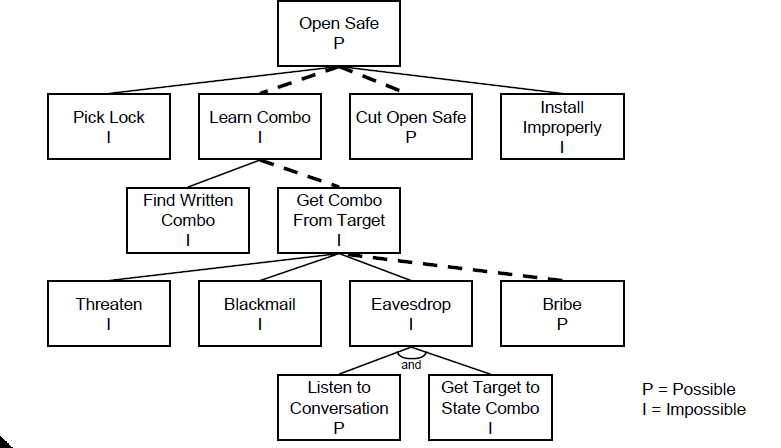 Open Safe
P
Pick Lock
I
Learn Combo
I
Cut Open Safe
P
Install
Improperly
I
Find Written
Combo
I
Get Combo
From Target
I
Threaten
I
Blackmail
I
Eavesdrop
I
Bribe
P
and
Listen to
Conversation
P
Get Target to
State Combo
I
P = Possible
I = Impossible